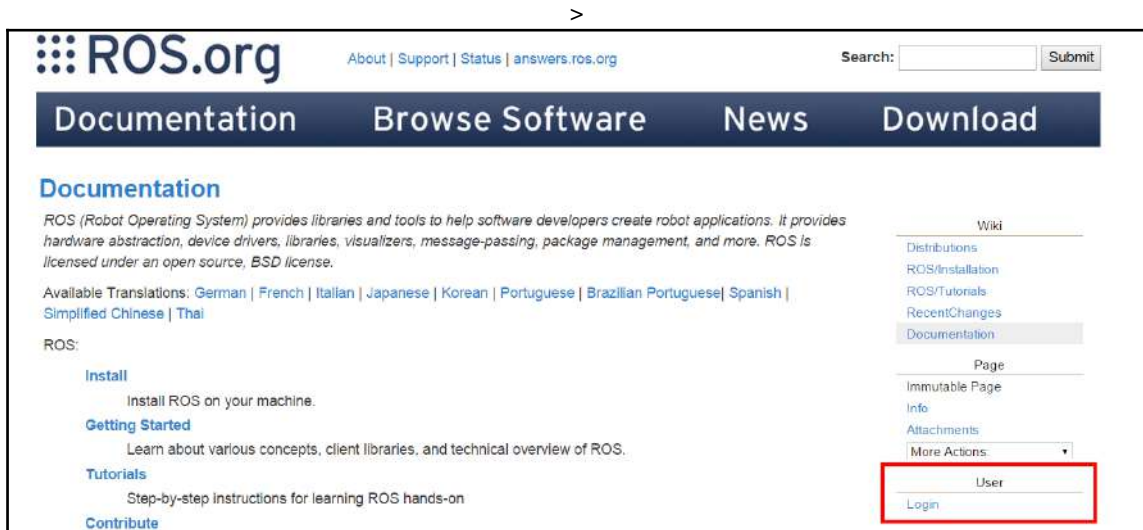 >
ROS.org
About | Support | Status | answers.ros.org
Search:
Submit
Documentation
Browse Software
News
Download
Documentation
ROS (Robot Operating System) provides libraries and tools to help software developers create robot applications. It provides
hardware abstraction, device drivers, libraries, visualizers, message-passing, package management, and more. ROS is
licensed under an open source, BSD license.
Available Translations: German | French | Italian | Japanese | Korean | Portuguese | Brazilian Portuguese| Spanish |
Simplified Chinese | Thai
ROS:
Install
Install ROS on your machine.
Getting Started
Learn about various concepts, client libraries, and technical overview of ROS.
Tutorials
Step-by-step instructions for learning ROS hands-on
Contribute
Wiki
Distributions
ROS/Installation
ROS/Tutorials
RecentChanges
Documentation
Page
Immutable Page
Info
Attachments
More Actions:
User
Login